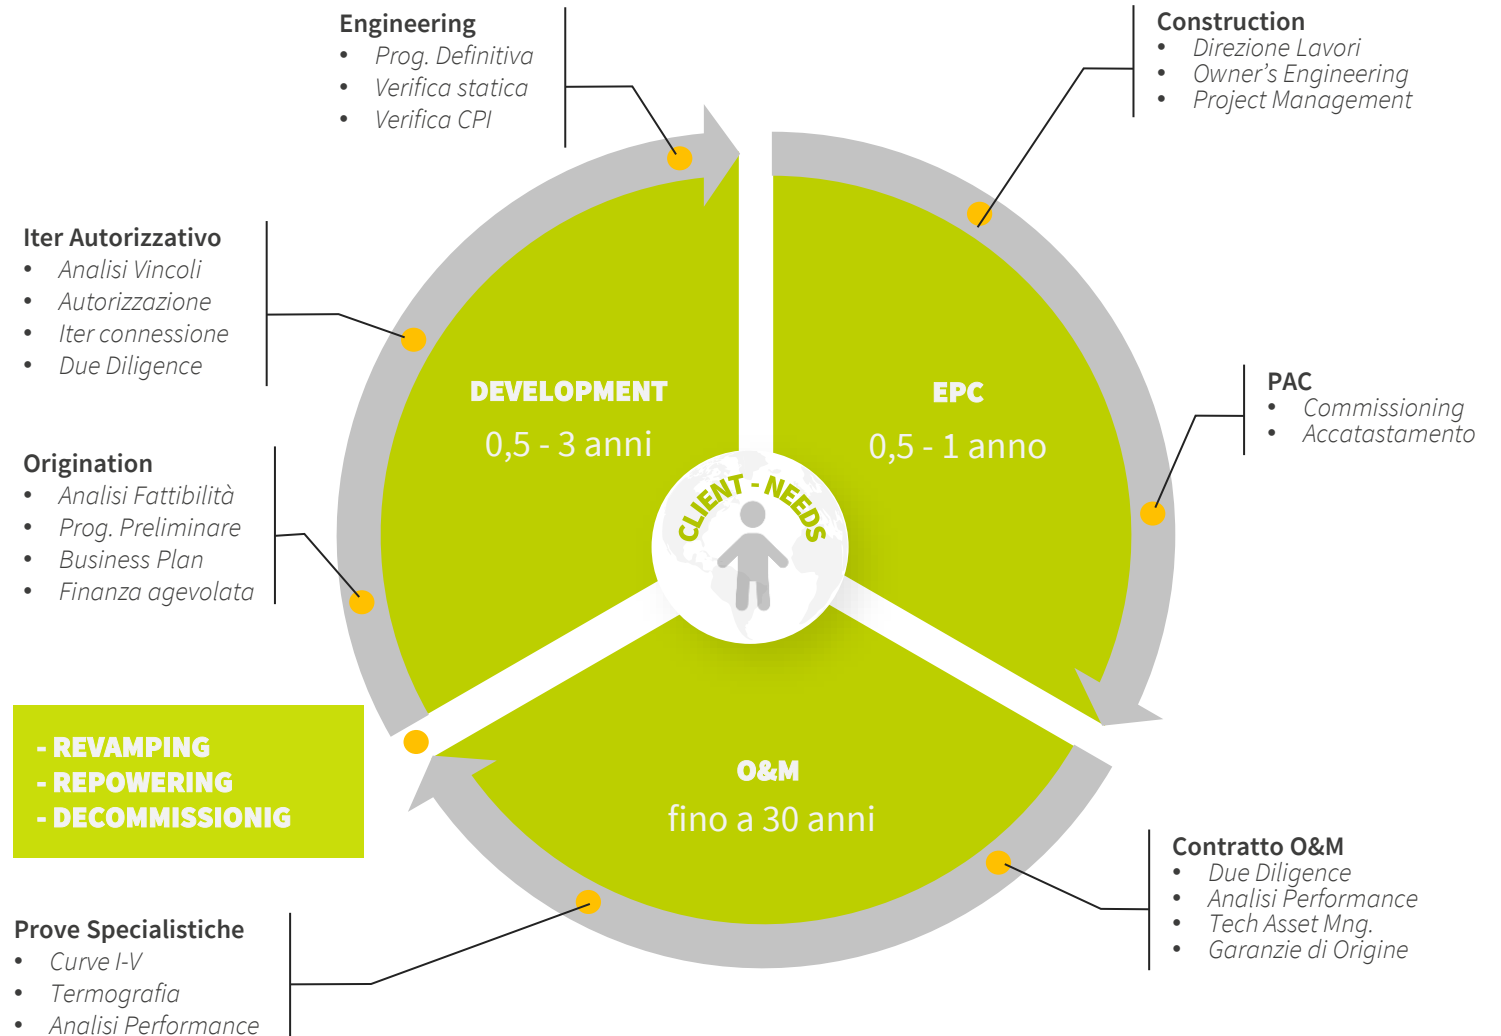 Engineering
• Prog. Definitiva
• Verifica statica
• Verifica CPI
Construction
• Direzione Lavori
• Owner's Engineering
• Project Management
Iter Autorizzativo
• Analisi Vincoli
• Autorizzazione
• Iter connessione
• Due Diligence
DEVELOPMENT
0,5 - 3 anni
EPC
0,5 - 1 anno
PAC
• Commissioning
• Accatastamento
Origination
• Analisi Fattibilità
• Prog. Preliminare
• Business Plan
• Finanza agevolata
CLIENT - NEEDS
- REVAMPING
- REPOWERING
- DECOMMISSIONIG
O&M
fino a 30 anni
Contratto O&M
• Due Diligence
• Analisi Performance
• Tech Asset Mng.
• Garanzie di Origine
Prove Specialistiche
• Curve I-V
• Termografia
• Analisi Performance